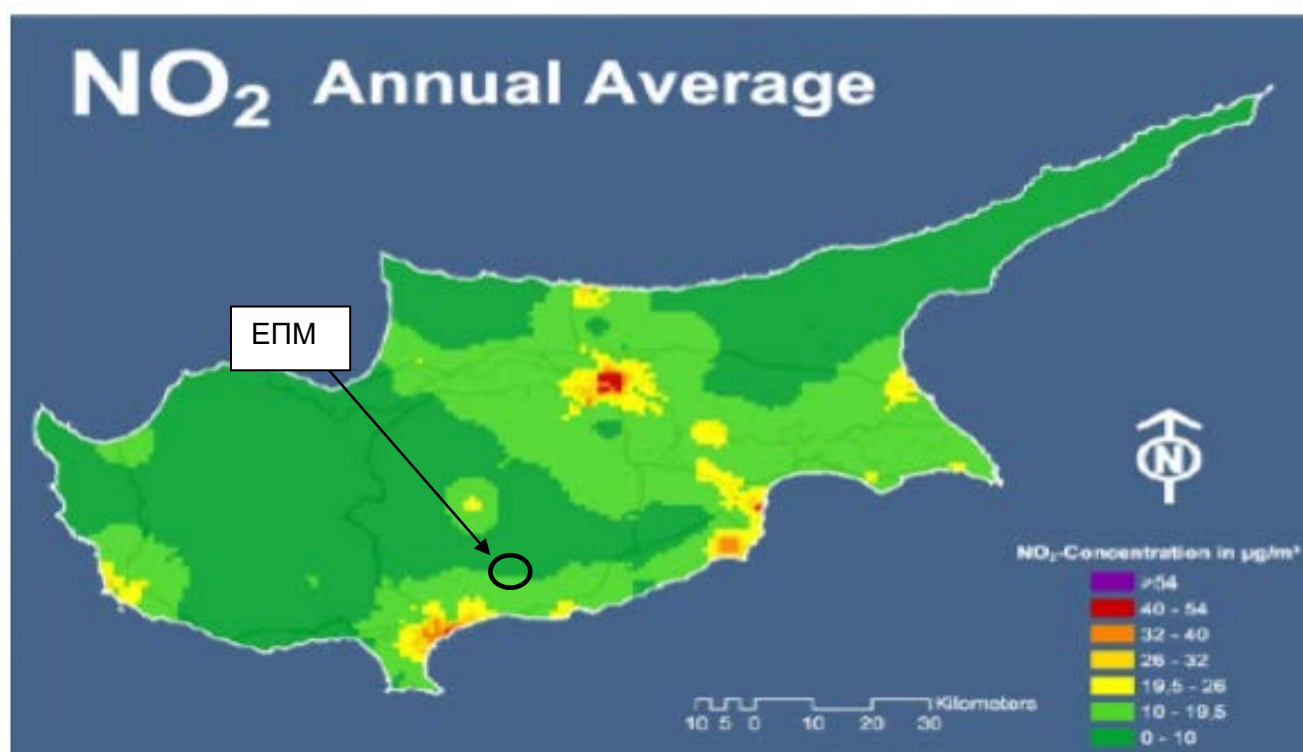 NO₂ Annual Average
ΕΠΜ
N
NO₂-Concentration in µg/m³
>54
40 - 54
32 - 40
26 - 32
19,5 - 26
10 - 19,5
0 - 10
Kilometers
10 5 0 10 20 30